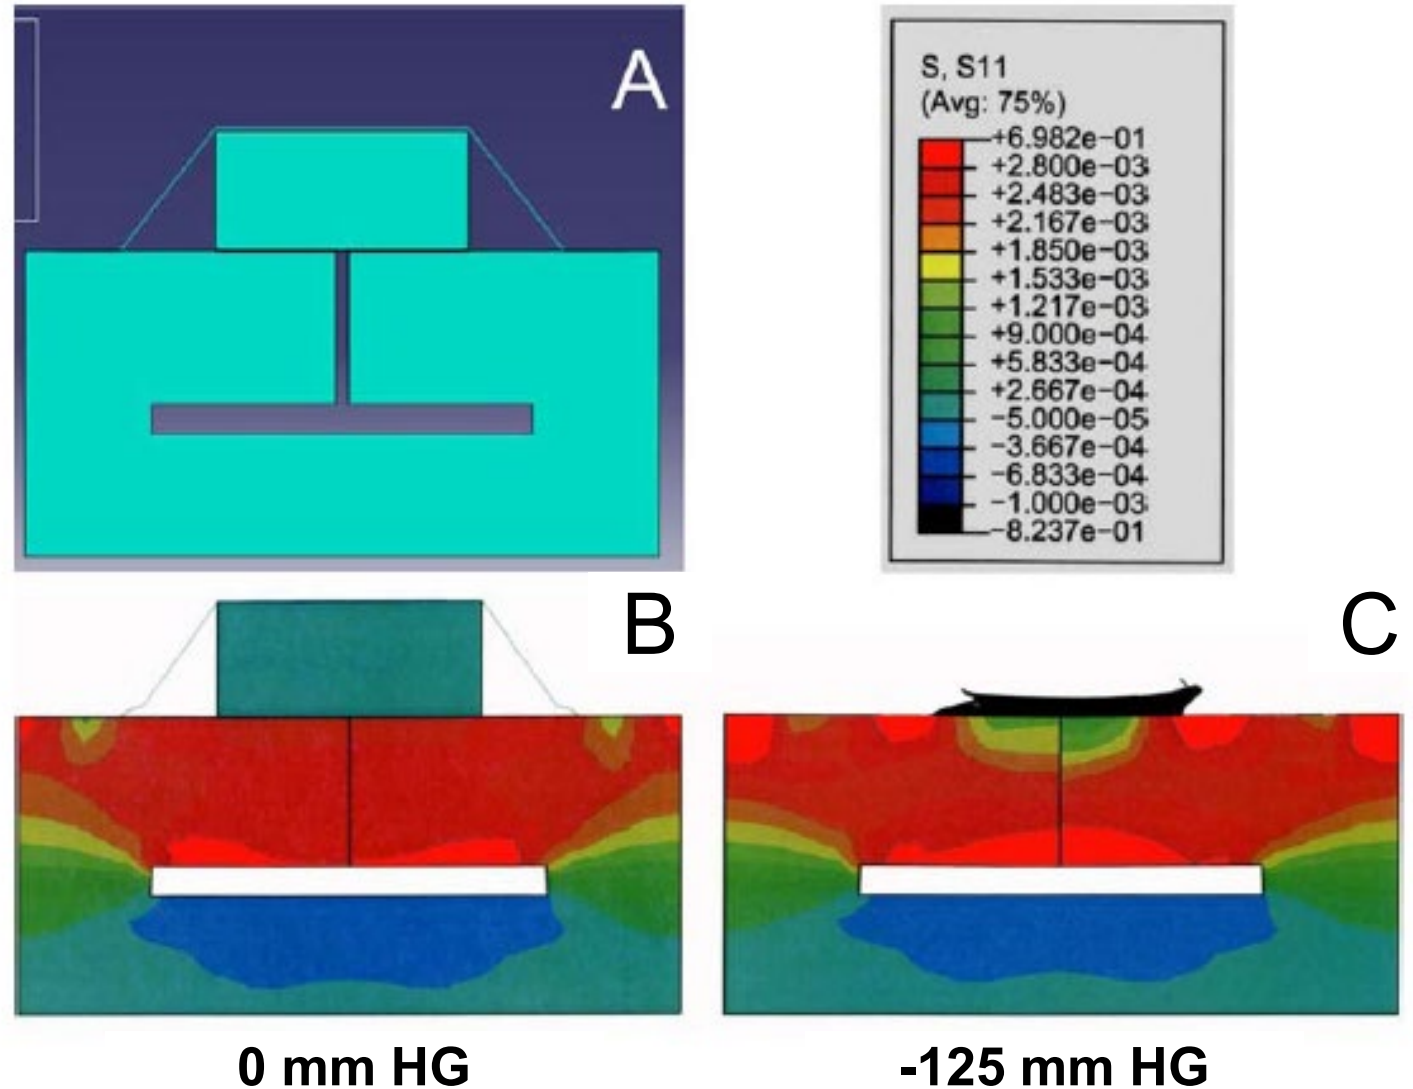 A
S, S11
(Avg: 75%)
+6.982e−01
+2.800e−03
+2.483e−03
+2.167e−03
+1.850e−03
+1.533e−03
+1.217e−03
+9.000e−04
+5.833e−04
+2.667e−04
−5.000e−05
−3.667e−04
−6.833e−04
−1.000e−03
−8.237e−01
B
C
0 mm HG
-125 mm HG